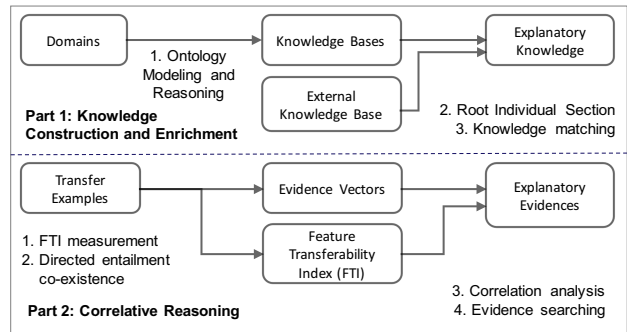 Domains
Knowledge Bases
Explanatory
Knowledge
1. Ontology
Modeling and
Reasoning
External
Knowledge Base
Part 1: Knowledge
Construction and Enrichment
2. Root Individual Section
3. Knowledge matching
Transfer
Examples
Evidence Vectors
Explanatory
Evidences
1. FTI measurement
2. Directed entailment
co-existence
Feature
Transferability
Index (FTI)
3. Correlation analysis
4. Evidence searching
Part 2: Correlative Reasoning